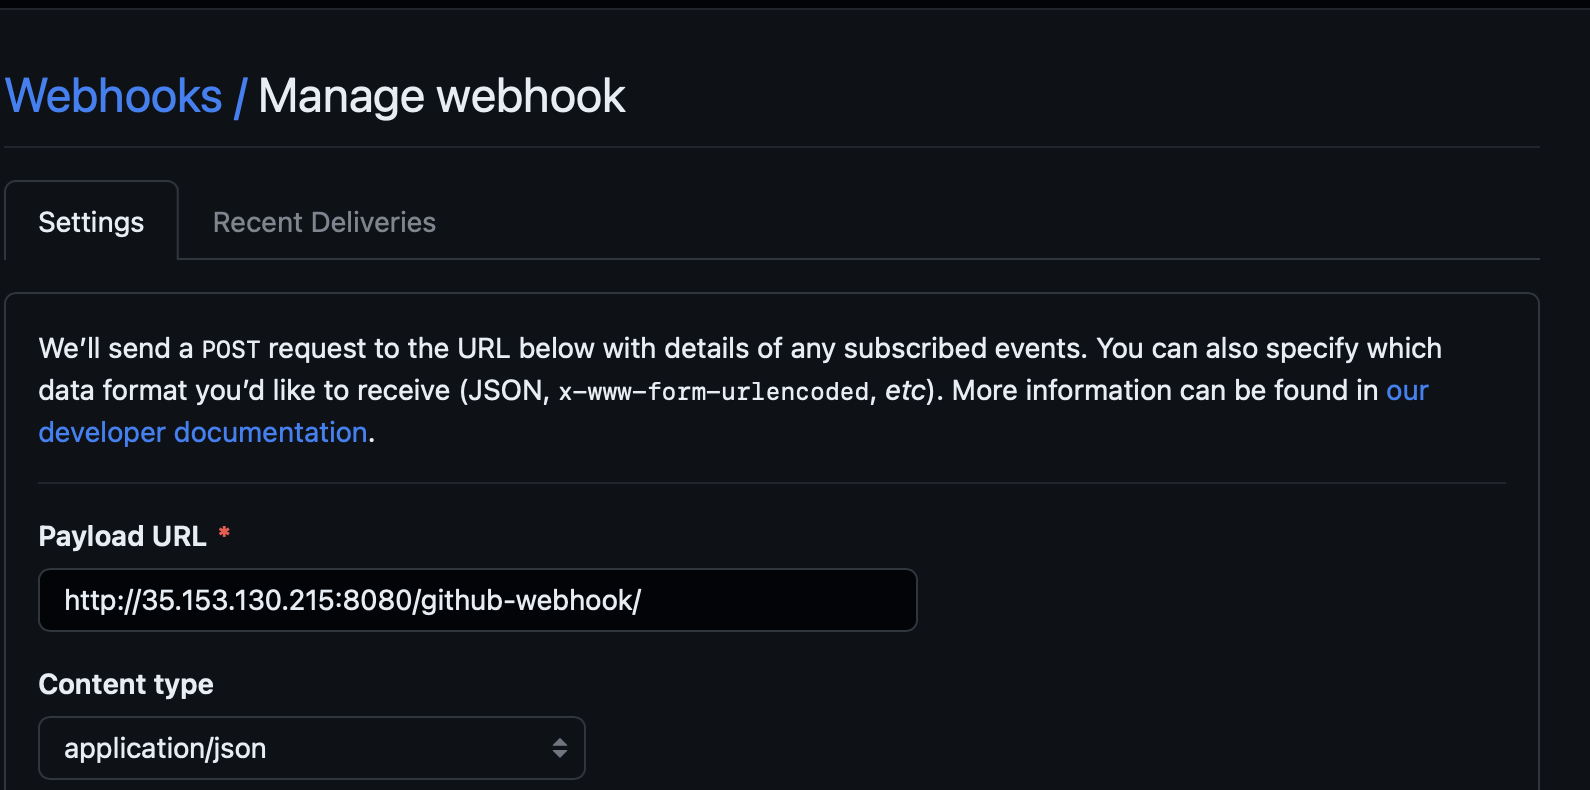 Webhooks / Manage webhook
Settings
Recent Deliveries
We’ll send a POST request to the URL below with details of any subscribed events. You can also specify which
data format you’d like to receive (JSON, x-www-form-urlencoded, etc). More information can be found in our
developer documentation.
Payload URL *
http://35.153.130.215:8080/github-webhook/
Content type
application/json